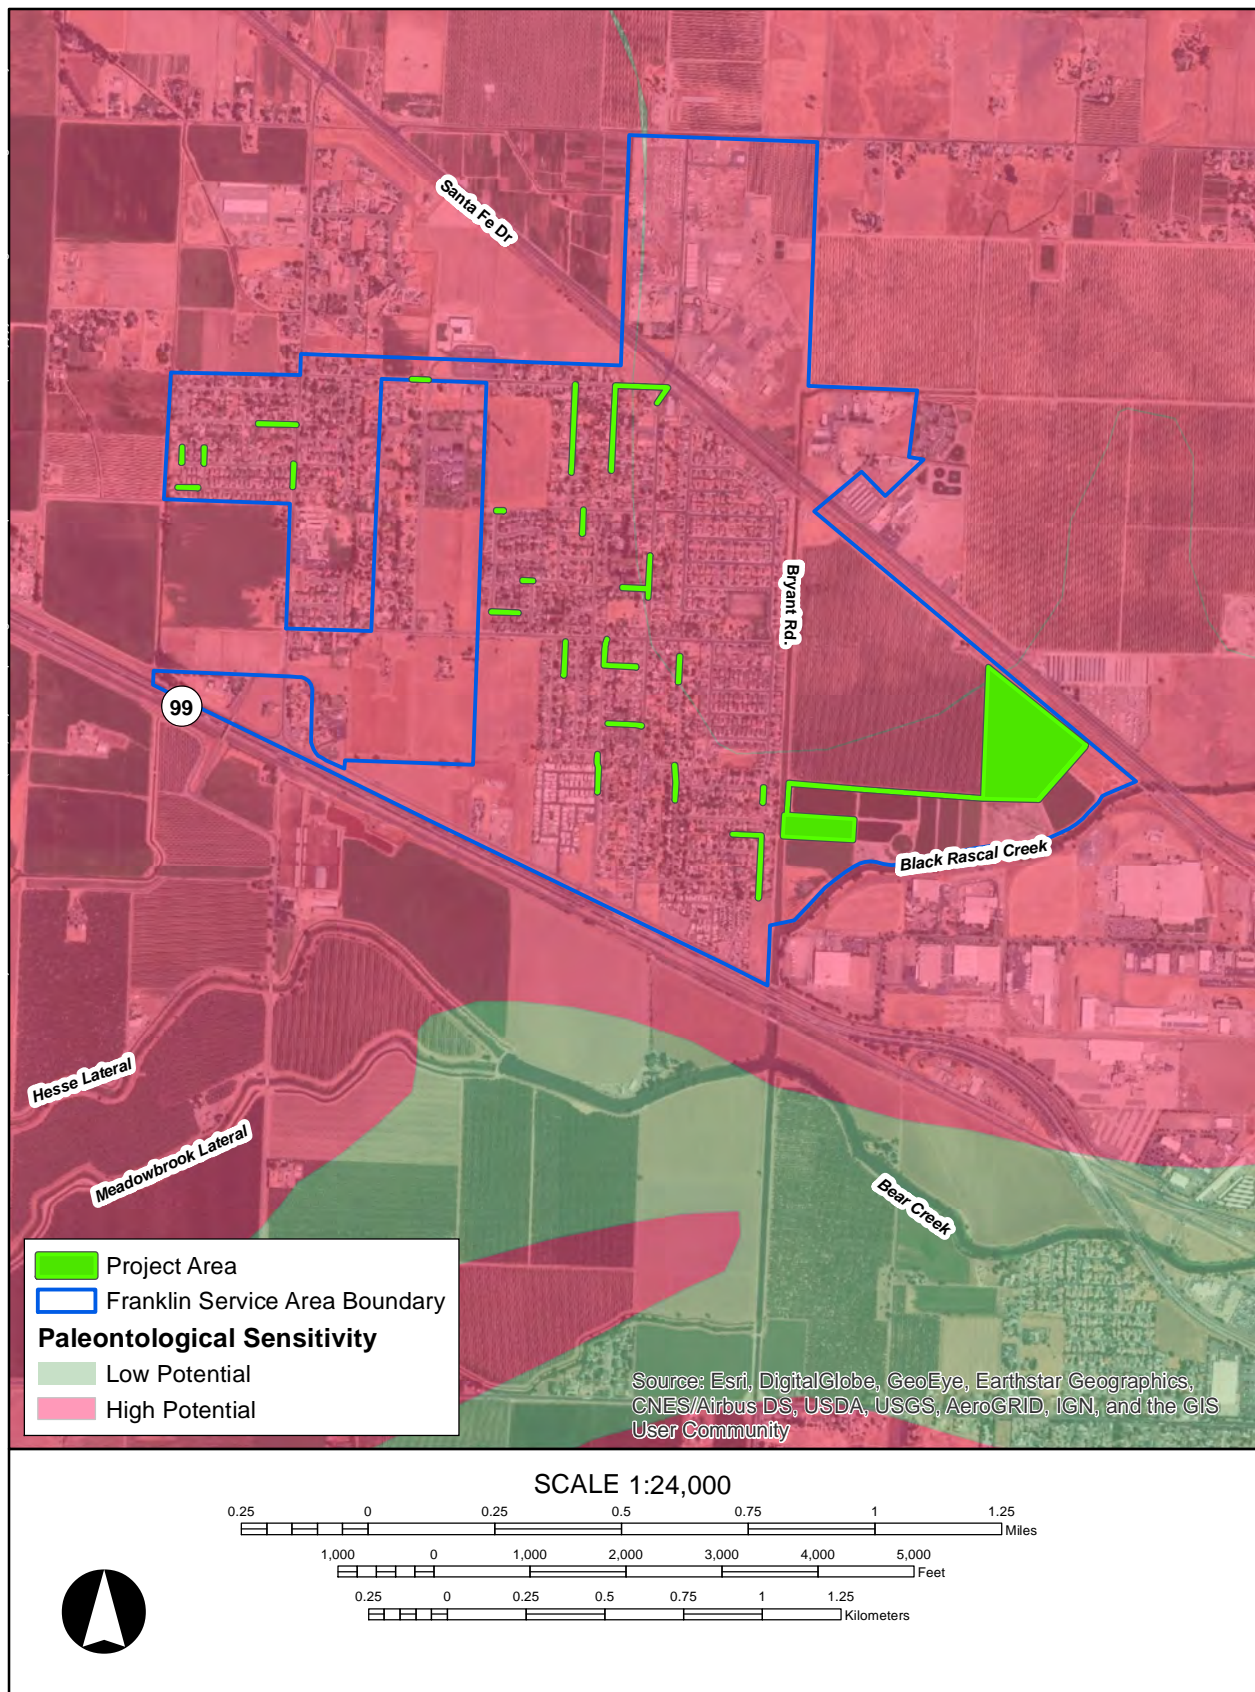 Santa Fe Dr
Bryant Rd.
99
Black Rascal Creek
Hesse Lateral
Meadowbrook Lateral
Bear Creek
Project Area
Franklin Service Area Boundary
Paleontological Sensitivity
Low Potential
High Potential
Source: Esri, DigitalGlobe, GeoEye, Earthstar Geographics,
CNES/Airbus DS, USDA, USGS, AeroGRID, IGN, and the GIS
User Community
SCALE 1:24,000
0.25 0 0.25 0.5 0.75 1 1.25
Miles
1,000 0 1,000 2,000 3,000 4,000 5,000
Feet
0.25 0 0.25 0.5 0.75 1 1.25
Kilometers